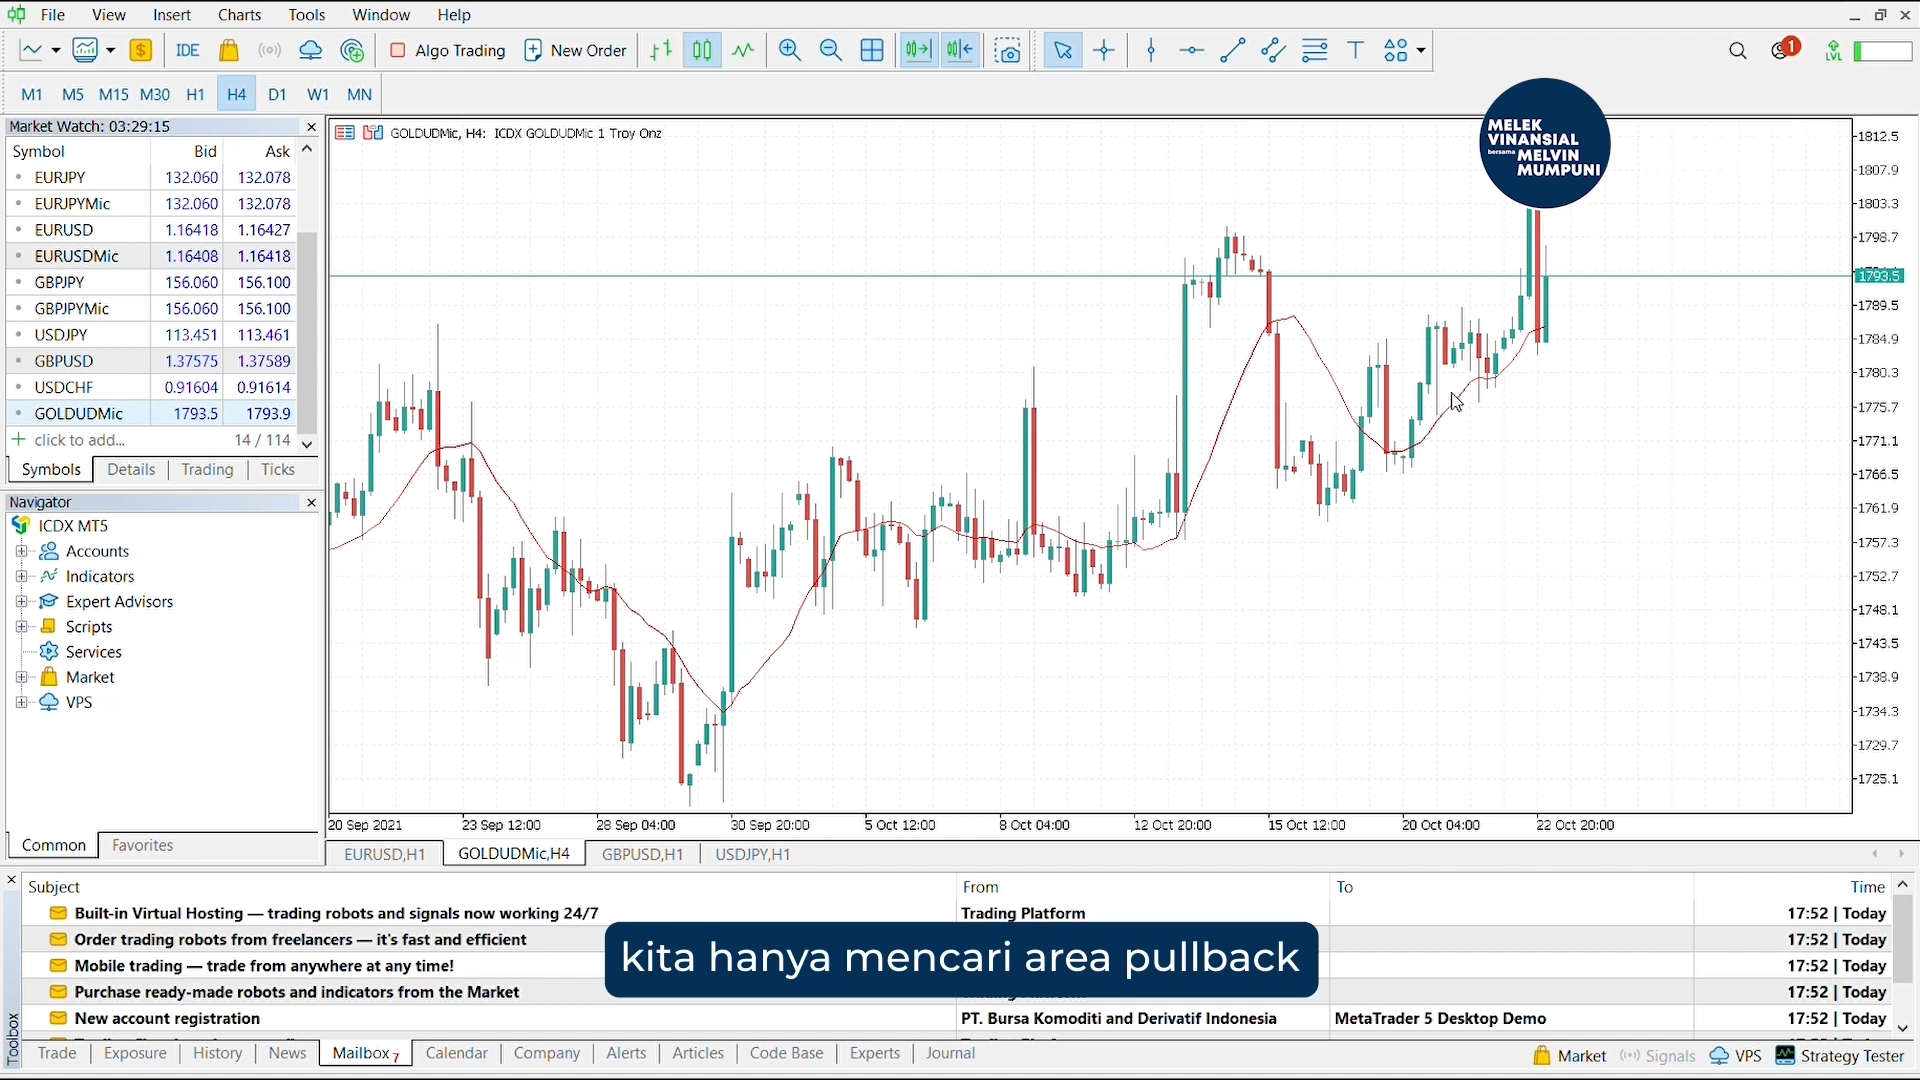 File View Insert Charts Tools Window Help
IDE Algo Trading New Order 1 LVL
M1 M5 M15 M30 H1 H4 D1 W1 MN
Market Watch: 03:29:15
Symbol Bid Ask
EURJPY 132.060 132.078
EURJPYMic 132.060 132.078
EURUSD 1.16418 1.16427
EURUSDMic 1.16408 1.16418
GBPJPY 156.060 156.100
GBPJPYMic 156.060 156.100
USDJPY 113.451 113.461
GBPUSD 1.37575 1.37589
USDCHF 0.91604 0.91614
GOLDUDMic 1793.5 1793.9
click to add... 14 / 114
Symbols Details Trading Ticks
Navigator
ICDX MT5
Accounts
Indicators
Expert Advisors
Scripts
Services
Market
VPS
Common Favorites
GOLDUDMic, H4: ICDX GOLDUDMic 1 Troy Onz
MELEK
VINANSIAL
bersama MELVIN
MUMPUNI
1812.5
1807.9
1803.3
1798.7
1793.5
1789.5
1784.9
1780.3
1775.7
1771.1
1766.5
1761.9
1757.3
1752.7
1748.1
1743.5
1738.9
1734.3
1729.7
1725.1
20 Sep 2021 23 Sep 12:00 28 Sep 04:00 30 Sep 20:00 5 Oct 12:00 8 Oct 04:00 12 Oct 20:00 15 Oct 12:00 20 Oct 04:00 22 Oct 20:00
EURUSD,H1 GOLDUDMic,H4 GBPUSD,H1 USDJPY,H1
Subject From To Time
Built-in Virtual Hosting — trading robots and signals now working 24/7 Trading Platform 17:52 | Today
Order trading robots from freelancers — it's fast and efficient 17:52 | Today
Mobile trading — trade from anywhere at any time! 17:52 | Today
Purchase ready-made robots and indicators from the Market 17:52 | Today
New account registration PT. Bursa Komoditi and Derivatif Indonesia MetaTrader 5 Desktop Demo 17:52 | Today
kita hanya mencari area pullback
Toolbox
Trade Exposure History News Mailbox 7 Calendar Company Alerts Articles Code Base Experts Journal
Market Signals VPS Strategy Tester